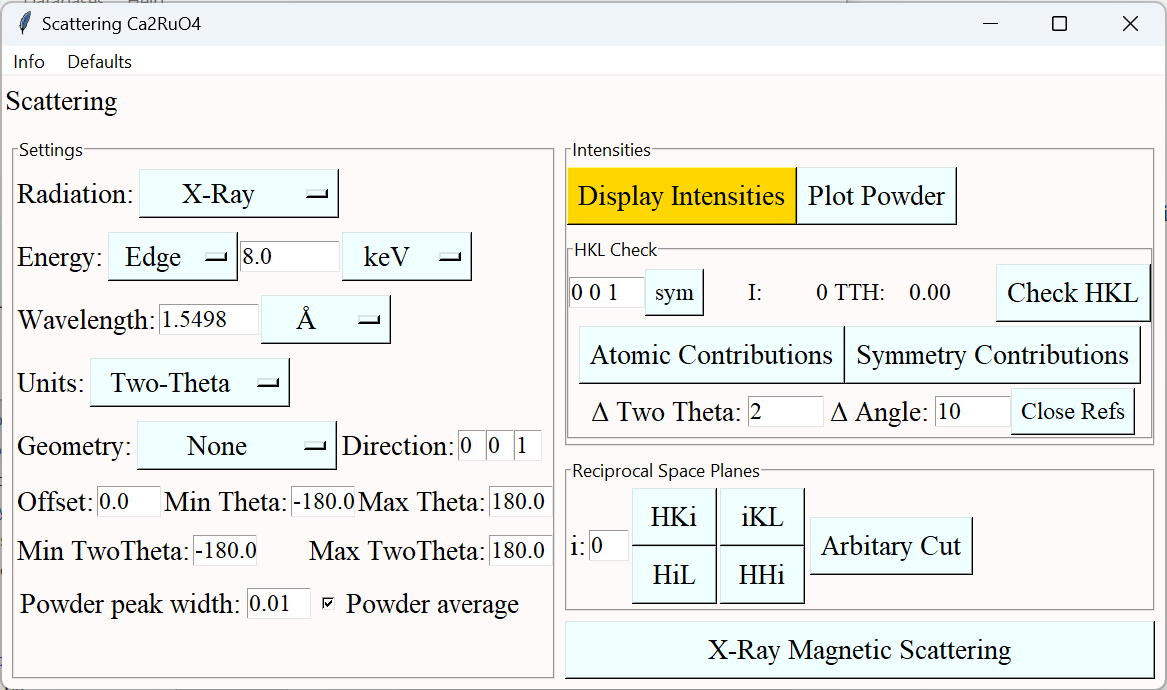 Scattering Ca2RuO4
Info Defaults
Scattering
Settings
Radiation: X-Ray
Energy: Edge 8.0 keV
Wavelength: 1.5498 Å
Units: Two-Theta
Geometry: None Direction: 0 0 1
Offset: 0.0 Min Theta: -180.0 Max Theta: 180.0
Min TwoTheta: -180.0 Max TwoTheta: 180.0
Powder peak width: 0.01 Powder average
Intensities
Display Intensities Plot Powder
HKL Check
0 0 1 sym I: 0 TTH: 0.00 Check HKL
Atomic Contributions Symmetry Contributions
Δ Two Theta: 2 Δ Angle: 10 Close Refs
Reciprocal Space Planes
i: 0 HKi iKL Arbitary Cut
HiL HHi
X-Ray Magnetic Scattering